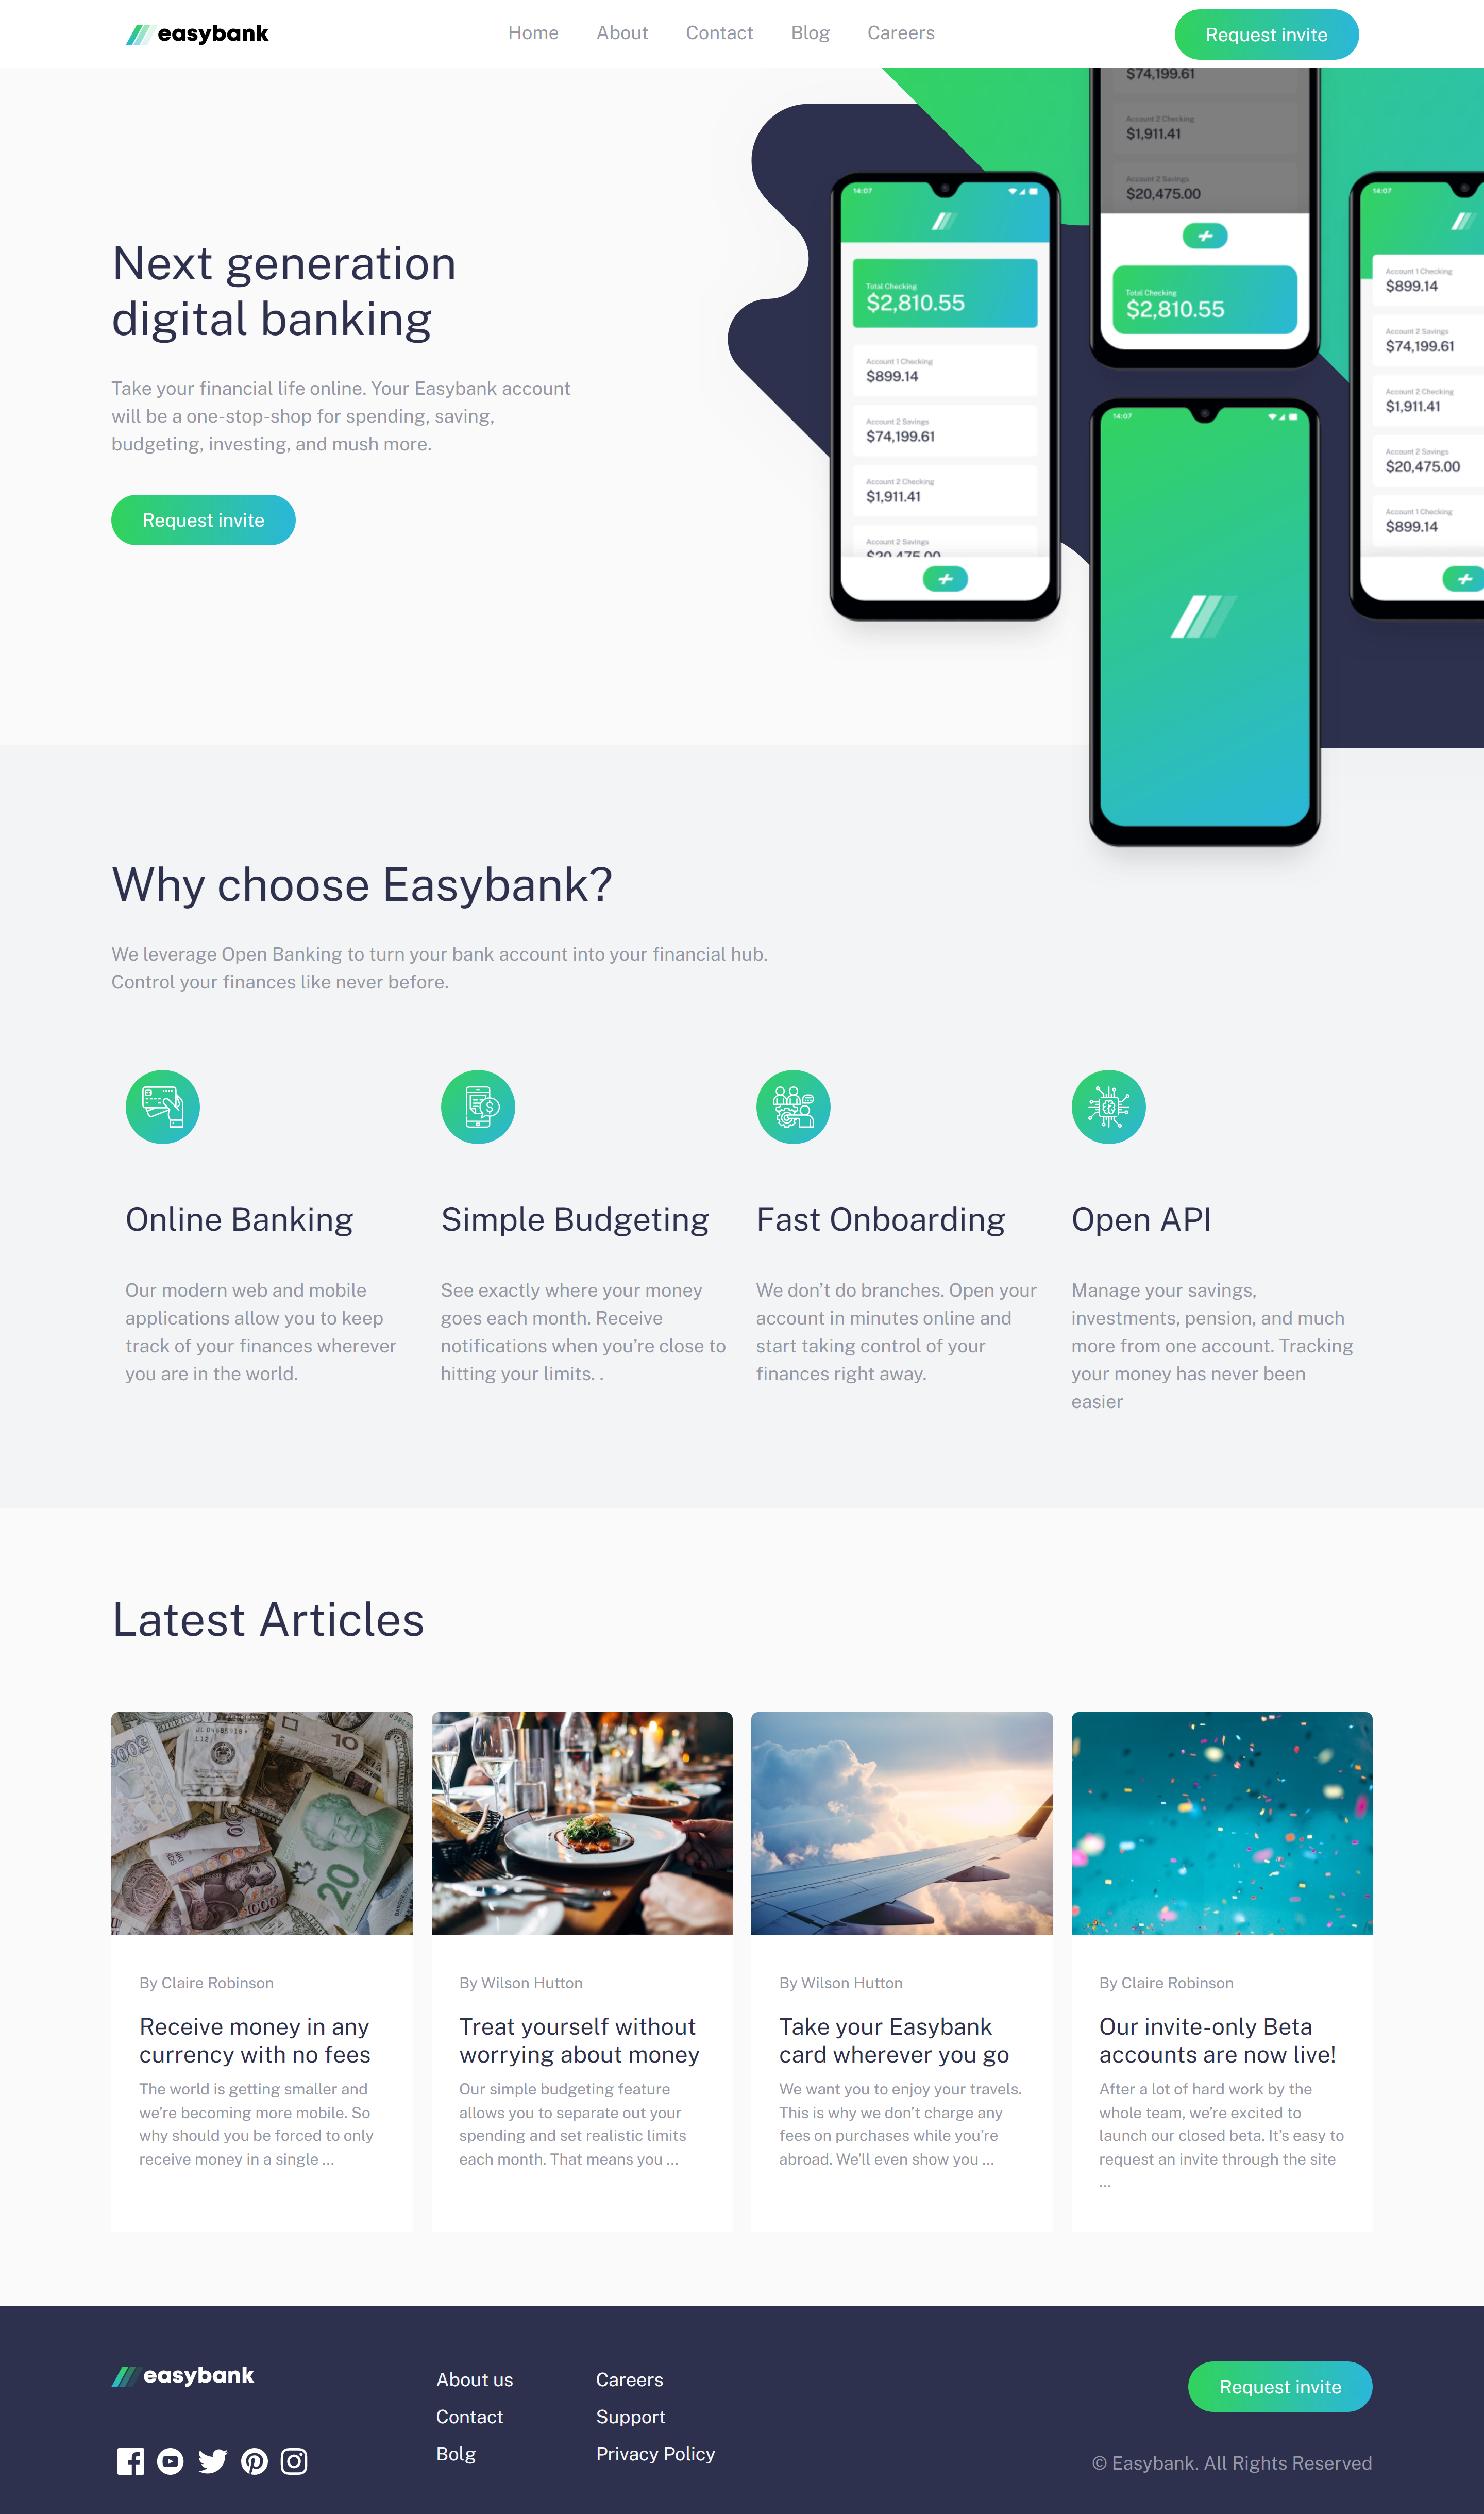 easybank
Home About Contact Blog Careers
Request invite
Next generation
digital banking
Take your financial life online. Your Easybank account
will be a one-stop-shop for spending, saving,
budgeting, investing, and mush more.
Request invite
14:07
Total Checking
$2,810.55
Account 1 Checking
$899.14
Account 2 Savings
$74,199.61
Account 2 Checking
$1,911.41
Account 2 Savings
$20,475.00
$74,199.61
Account 2 Checking
$1,911.41
Account 2 Savings
$20,475.00
Total Checking
$2,810.55
14:07
14:07
Account 1 Checking
$899.14
Account 2 Savings
$74,199.61
Account 2 Checking
$1,911.41
Account 2 Savings
$20,475.00
Account 1 Checking
$899.14
Why choose Easybank?
We leverage Open Banking to turn your bank account into your financial hub.
Control your finances like never before.
Online Banking
Our modern web and mobile
applications allow you to keep
track of your finances wherever
you are in the world.
Simple Budgeting
See exactly where your money
goes each month. Receive
notifications when you’re close to
hitting your limits. .
Fast Onboarding
We don’t do branches. Open your
account in minutes online and
start taking control of your
finances right away.
Open API
Manage your savings,
investments, pension, and much
more from one account. Tracking
your money has never been
easier
Latest Articles
10
20
1000
By Claire Robinson
Receive money in any
currency with no fees
The world is getting smaller and
we’re becoming more mobile. So
why should you be forced to only
receive money in a single ...
By Wilson Hutton
Treat yourself without
worrying about money
Our simple budgeting feature
allows you to separate out your
spending and set realistic limits
each month. That means you ...
By Wilson Hutton
Take your Easybank
card wherever you go
We want you to enjoy your travels.
This is why we don’t charge any
fees on purchases while you’re
abroad. We’ll even show you ...
By Claire Robinson
Our invite-only Beta
accounts are now live!
After a lot of hard work by the
whole team, we’re excited to
launch our closed beta. It’s easy to
request an invite through the site
...
easybank
About us
Contact
Bolg
Careers
Support
Privacy Policy
Request invite
© Easybank. All Rights Reserved